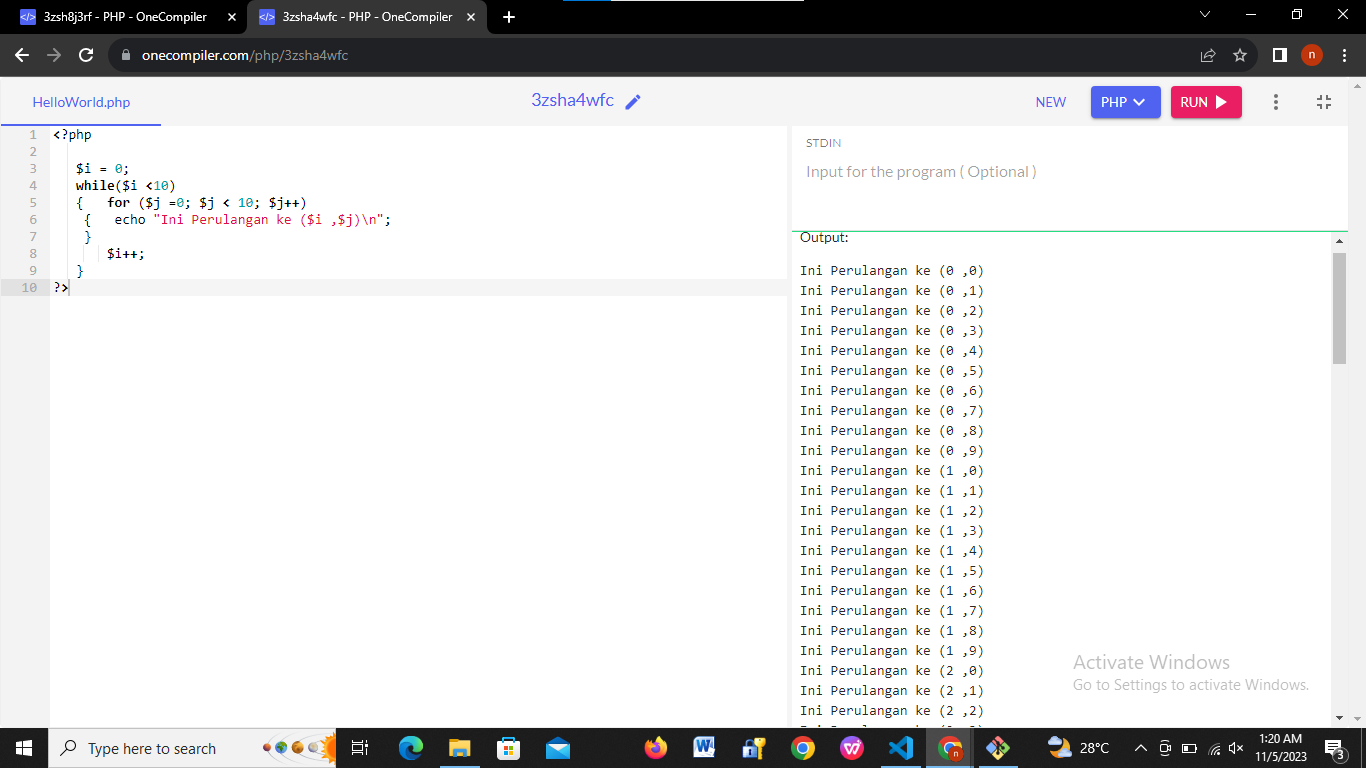 3zsh8j3rf - PHP - OneCompiler
3zsha4wfc - PHP - OneCompiler
onecompiler.com/php/3zsha4wfc
n
HelloWorld.php
3zsha4wfc
NEW
PHP
RUN
1 <?php
2
3 $i = 0;
4 while($i <10)
5 { for ($j =0; $j < 10; $j++)
6 { echo "Ini Perulangan ke ($i ,$j)\n";
7 }
8 $i++;
9 }
10 ?>
STDIN
Input for the program ( Optional )
Output:
Ini Perulangan ke (0 ,0)
Ini Perulangan ke (0 ,1)
Ini Perulangan ke (0 ,2)
Ini Perulangan ke (0 ,3)
Ini Perulangan ke (0 ,4)
Ini Perulangan ke (0 ,5)
Ini Perulangan ke (0 ,6)
Ini Perulangan ke (0 ,7)
Ini Perulangan ke (0 ,8)
Ini Perulangan ke (0 ,9)
Ini Perulangan ke (1 ,0)
Ini Perulangan ke (1 ,1)
Ini Perulangan ke (1 ,2)
Ini Perulangan ke (1 ,3)
Ini Perulangan ke (1 ,4)
Ini Perulangan ke (1 ,5)
Ini Perulangan ke (1 ,6)
Ini Perulangan ke (1 ,7)
Ini Perulangan ke (1 ,8)
Ini Perulangan ke (1 ,9)
Ini Perulangan ke (2 ,0)
Ini Perulangan ke (2 ,1)
Ini Perulangan ke (2 ,2)
Activate Windows
Go to Settings to activate Windows.
Type here to search
28°C
1:20 AM
11/5/2023
3